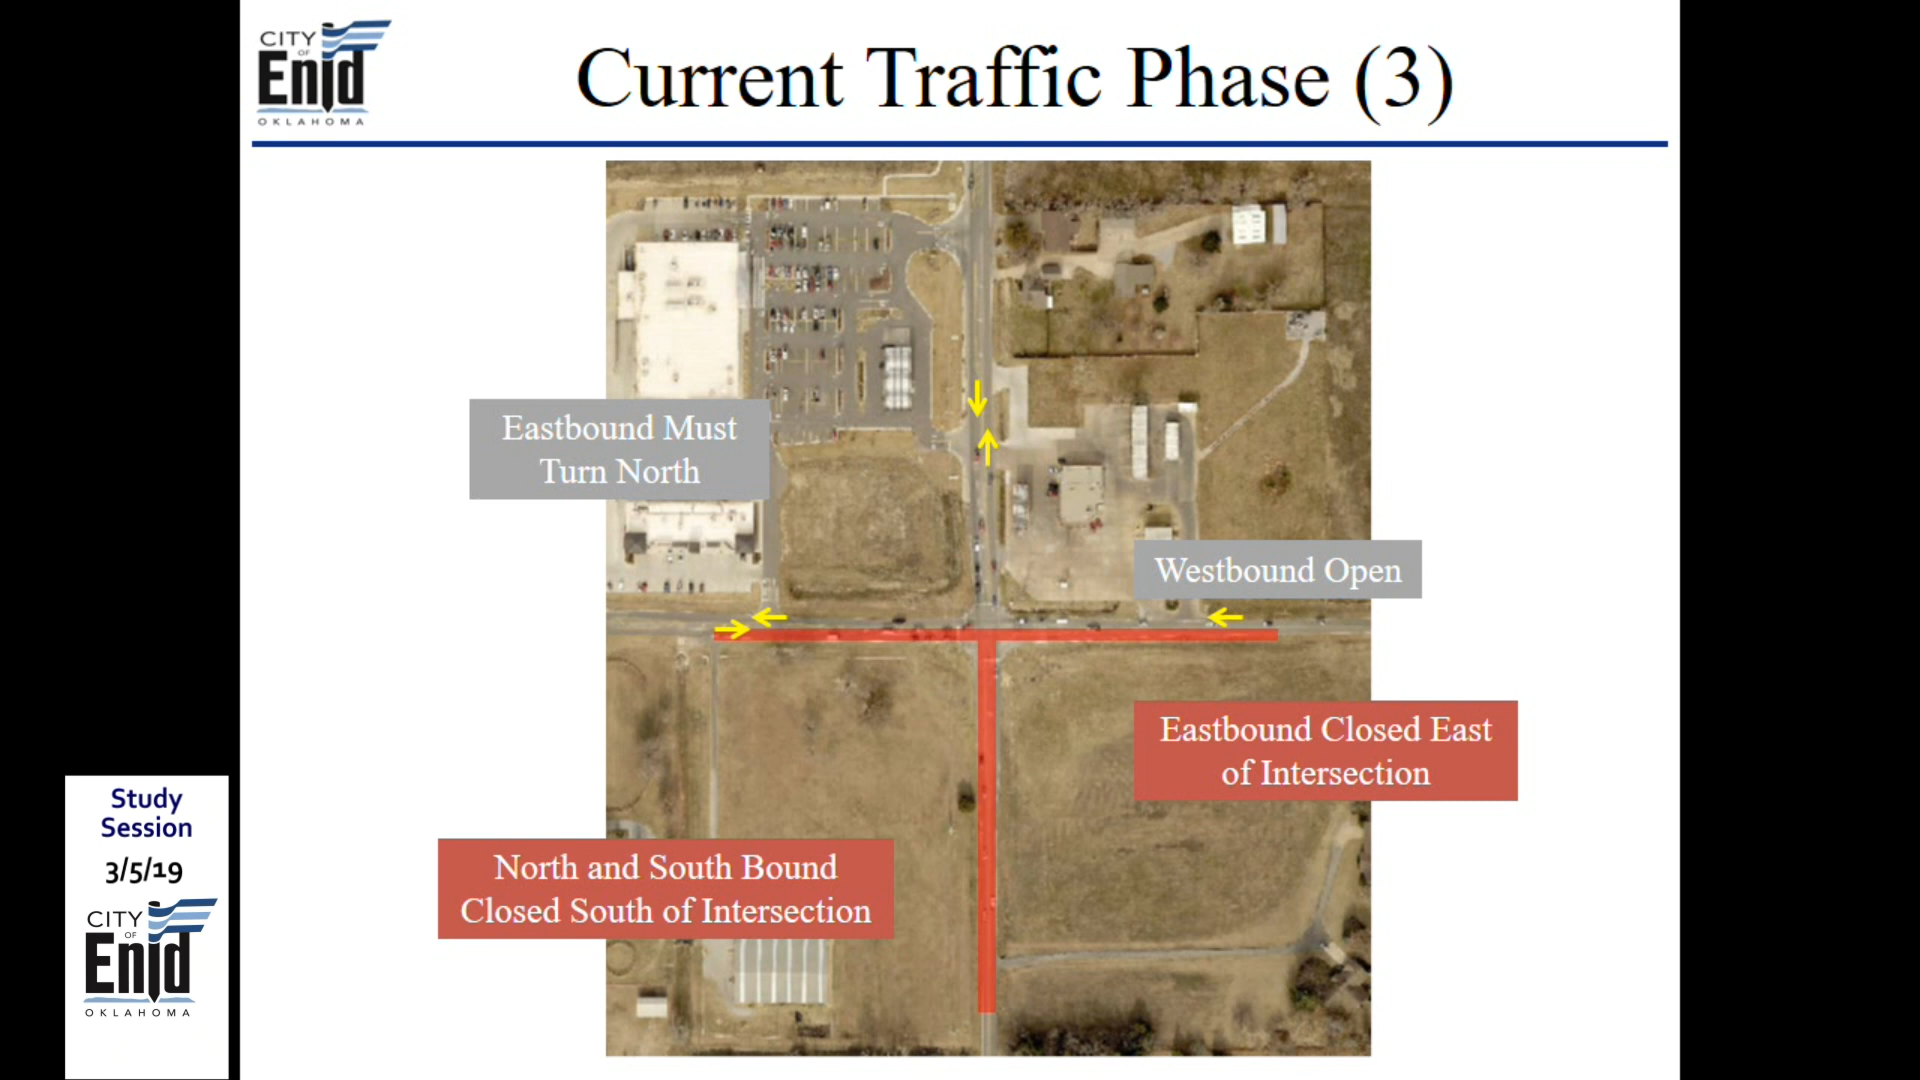 CITY
OF
Enid
OKLAHOMA
Current Traffic Phase (3)
Eastbound Must
Turn North
Westbound Open
Eastbound Closed East
of Intersection
North and South Bound
Closed South of Intersection
Study
Session
3/5/19
CITY
OF
Enid
OKLAHOMA